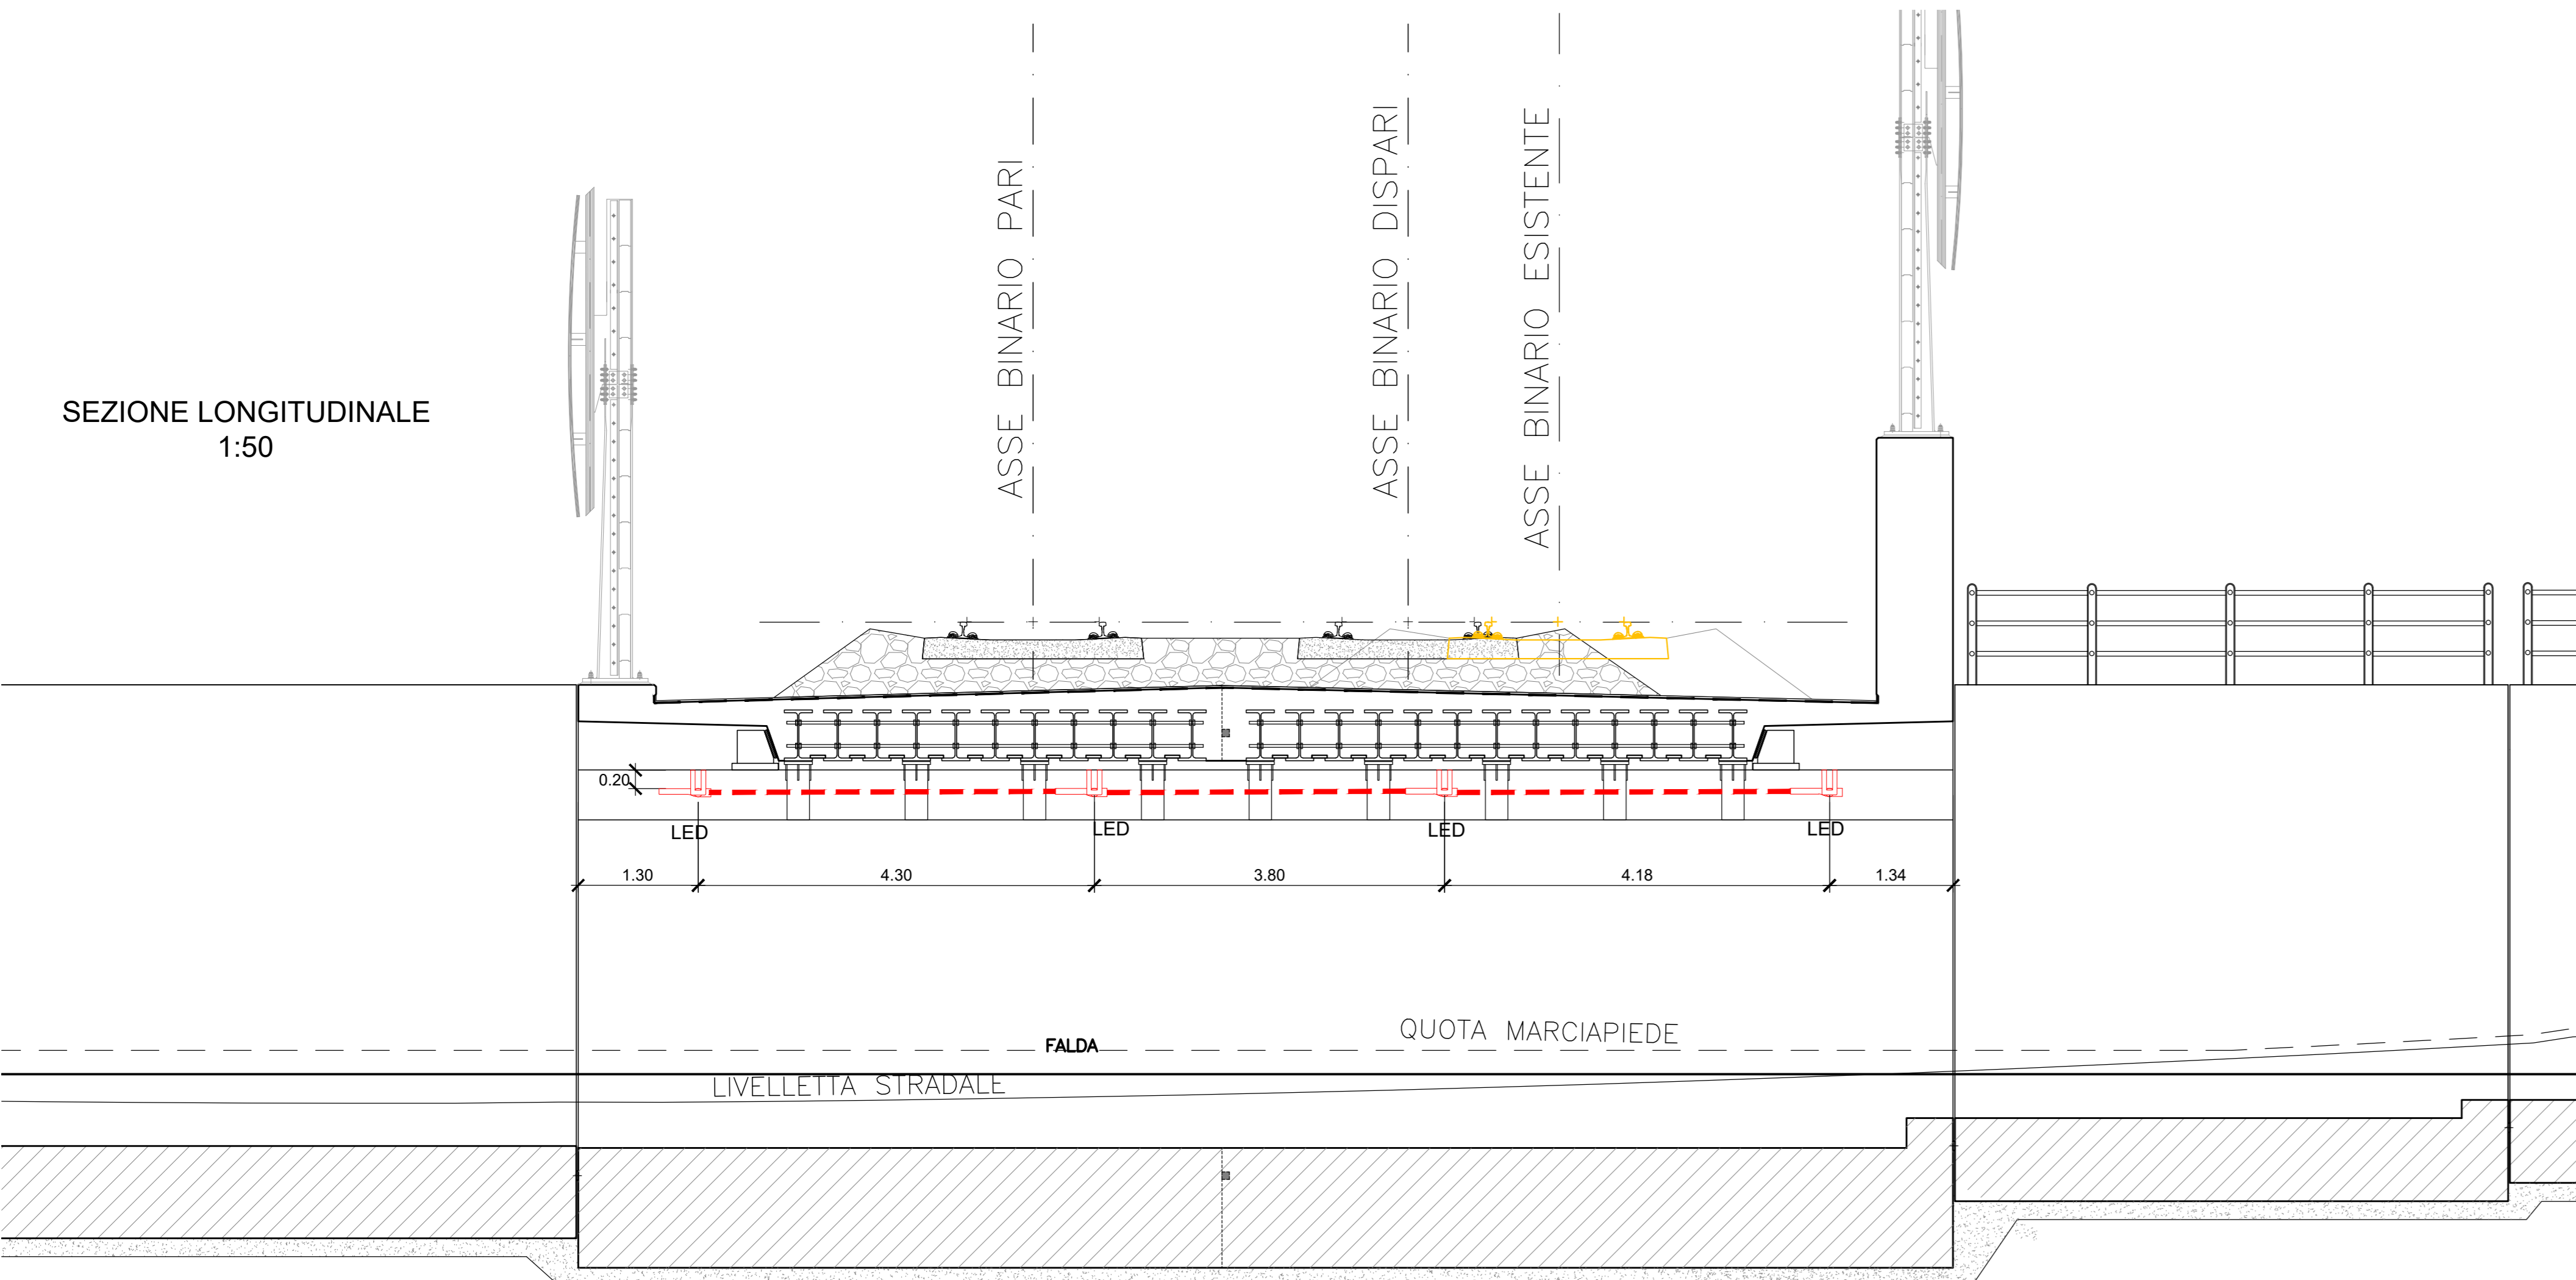 ASSE BINARIO PARI
ASSE BINARIO DISPARI
ASSE BINARIO ESISTENTE
SEZIONE LONGITUDINALE
1:50
0.20
LED
LED
LED
LED
1.30
4.30
3.80
4.18
1.34
QUOTA MARCIAPIEDE
FALDA
LIVELLETTA STRADALE